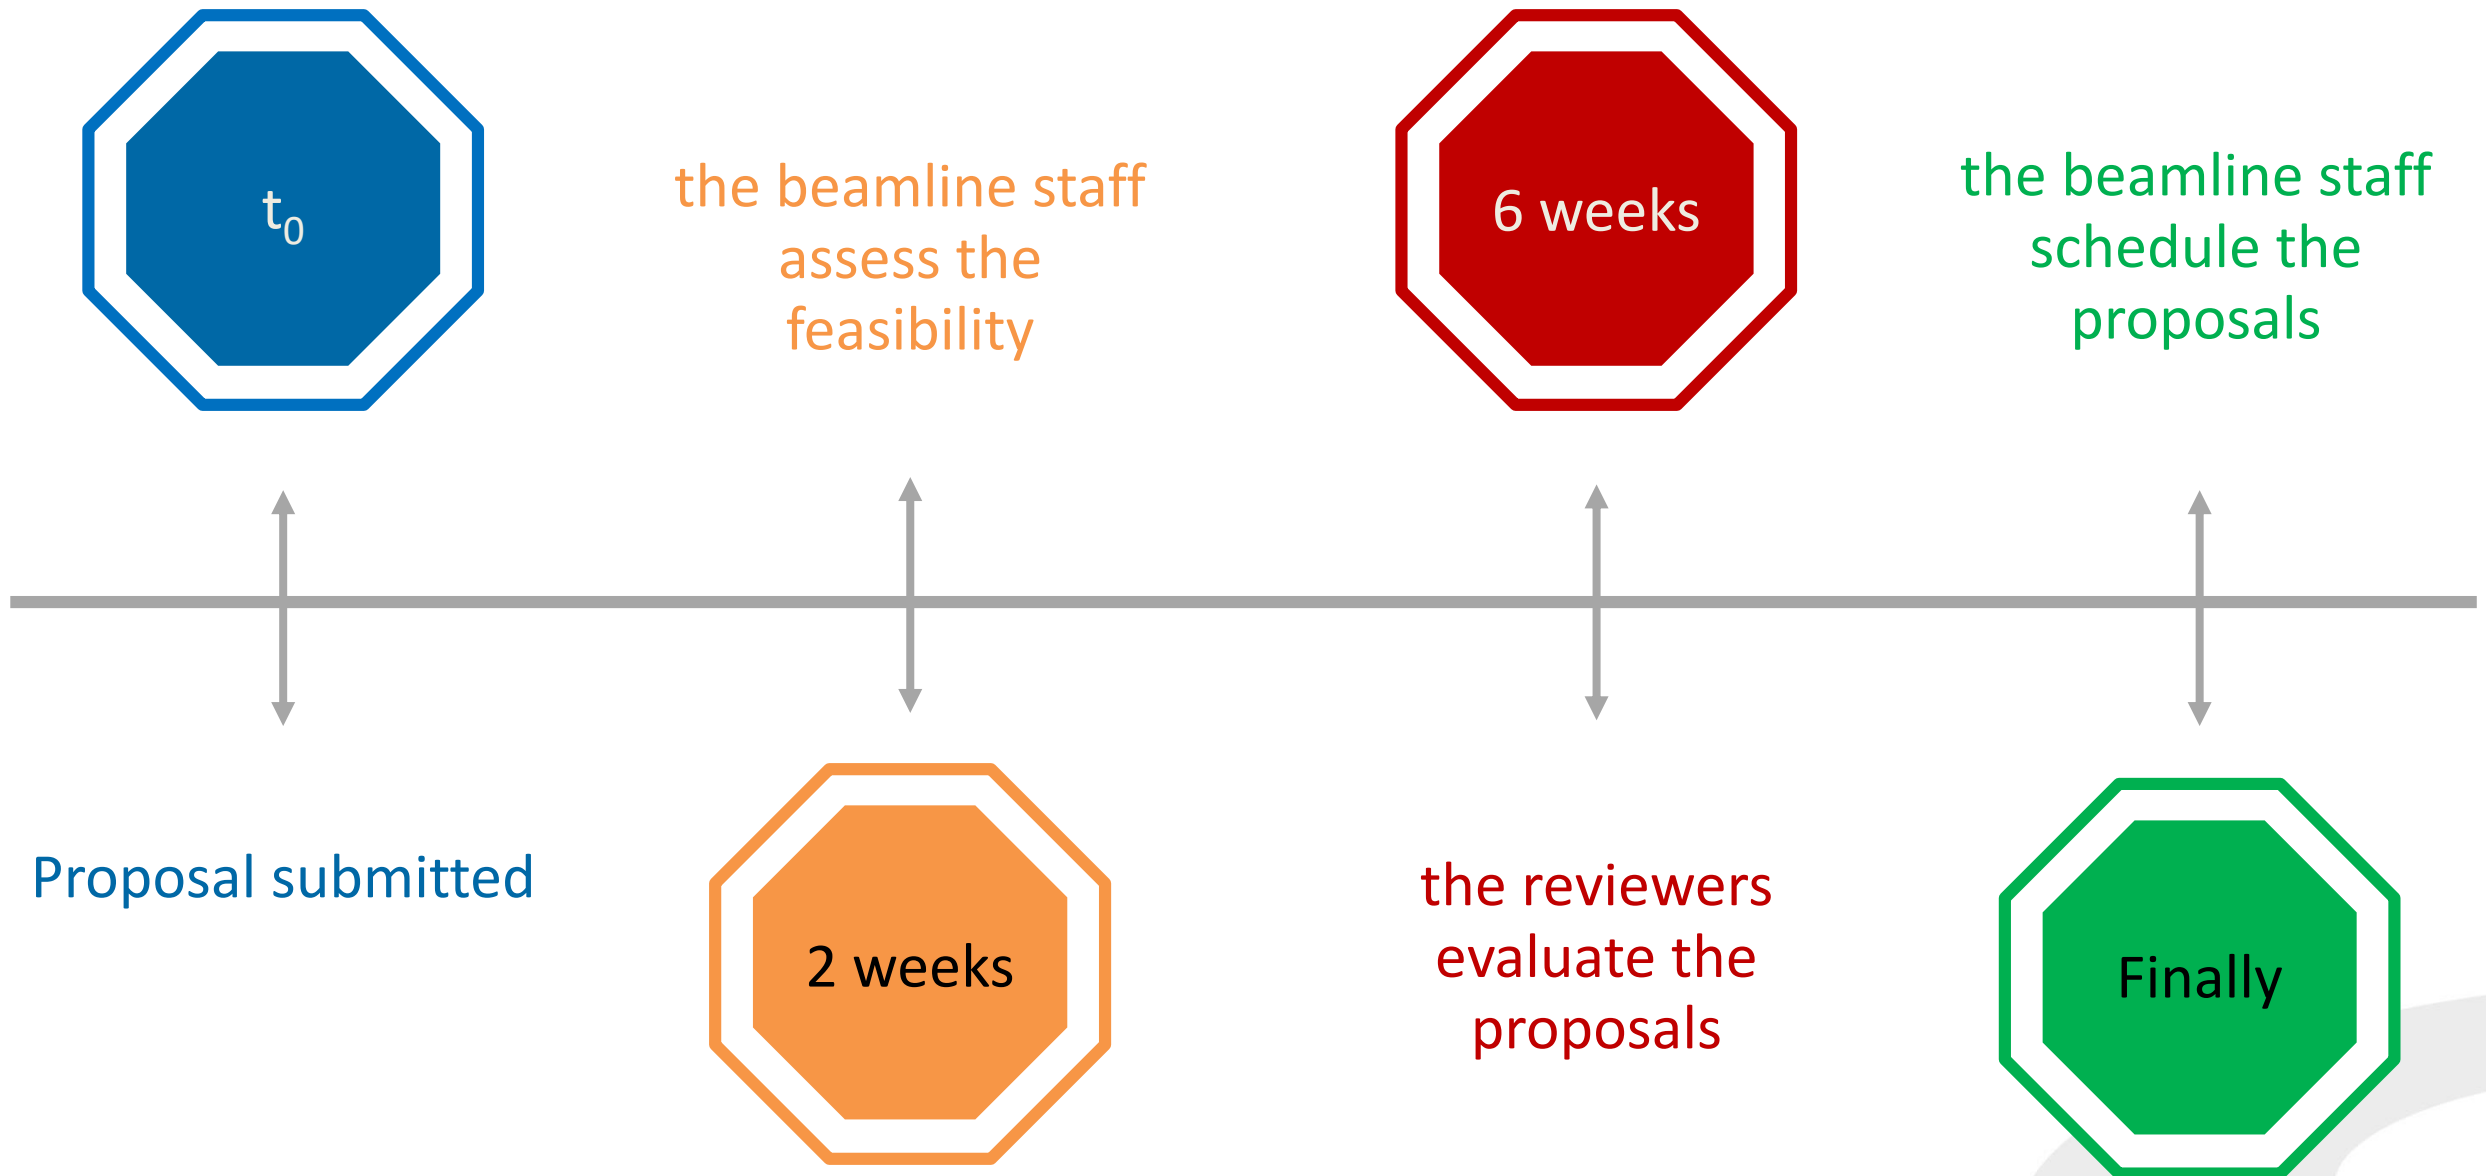 t₀
Proposal submitted
the beamline staff
assess the
feasibility
2 weeks
6 weeks
the reviewers
evaluate the
proposals
the beamline staff
schedule the
proposals
Finally